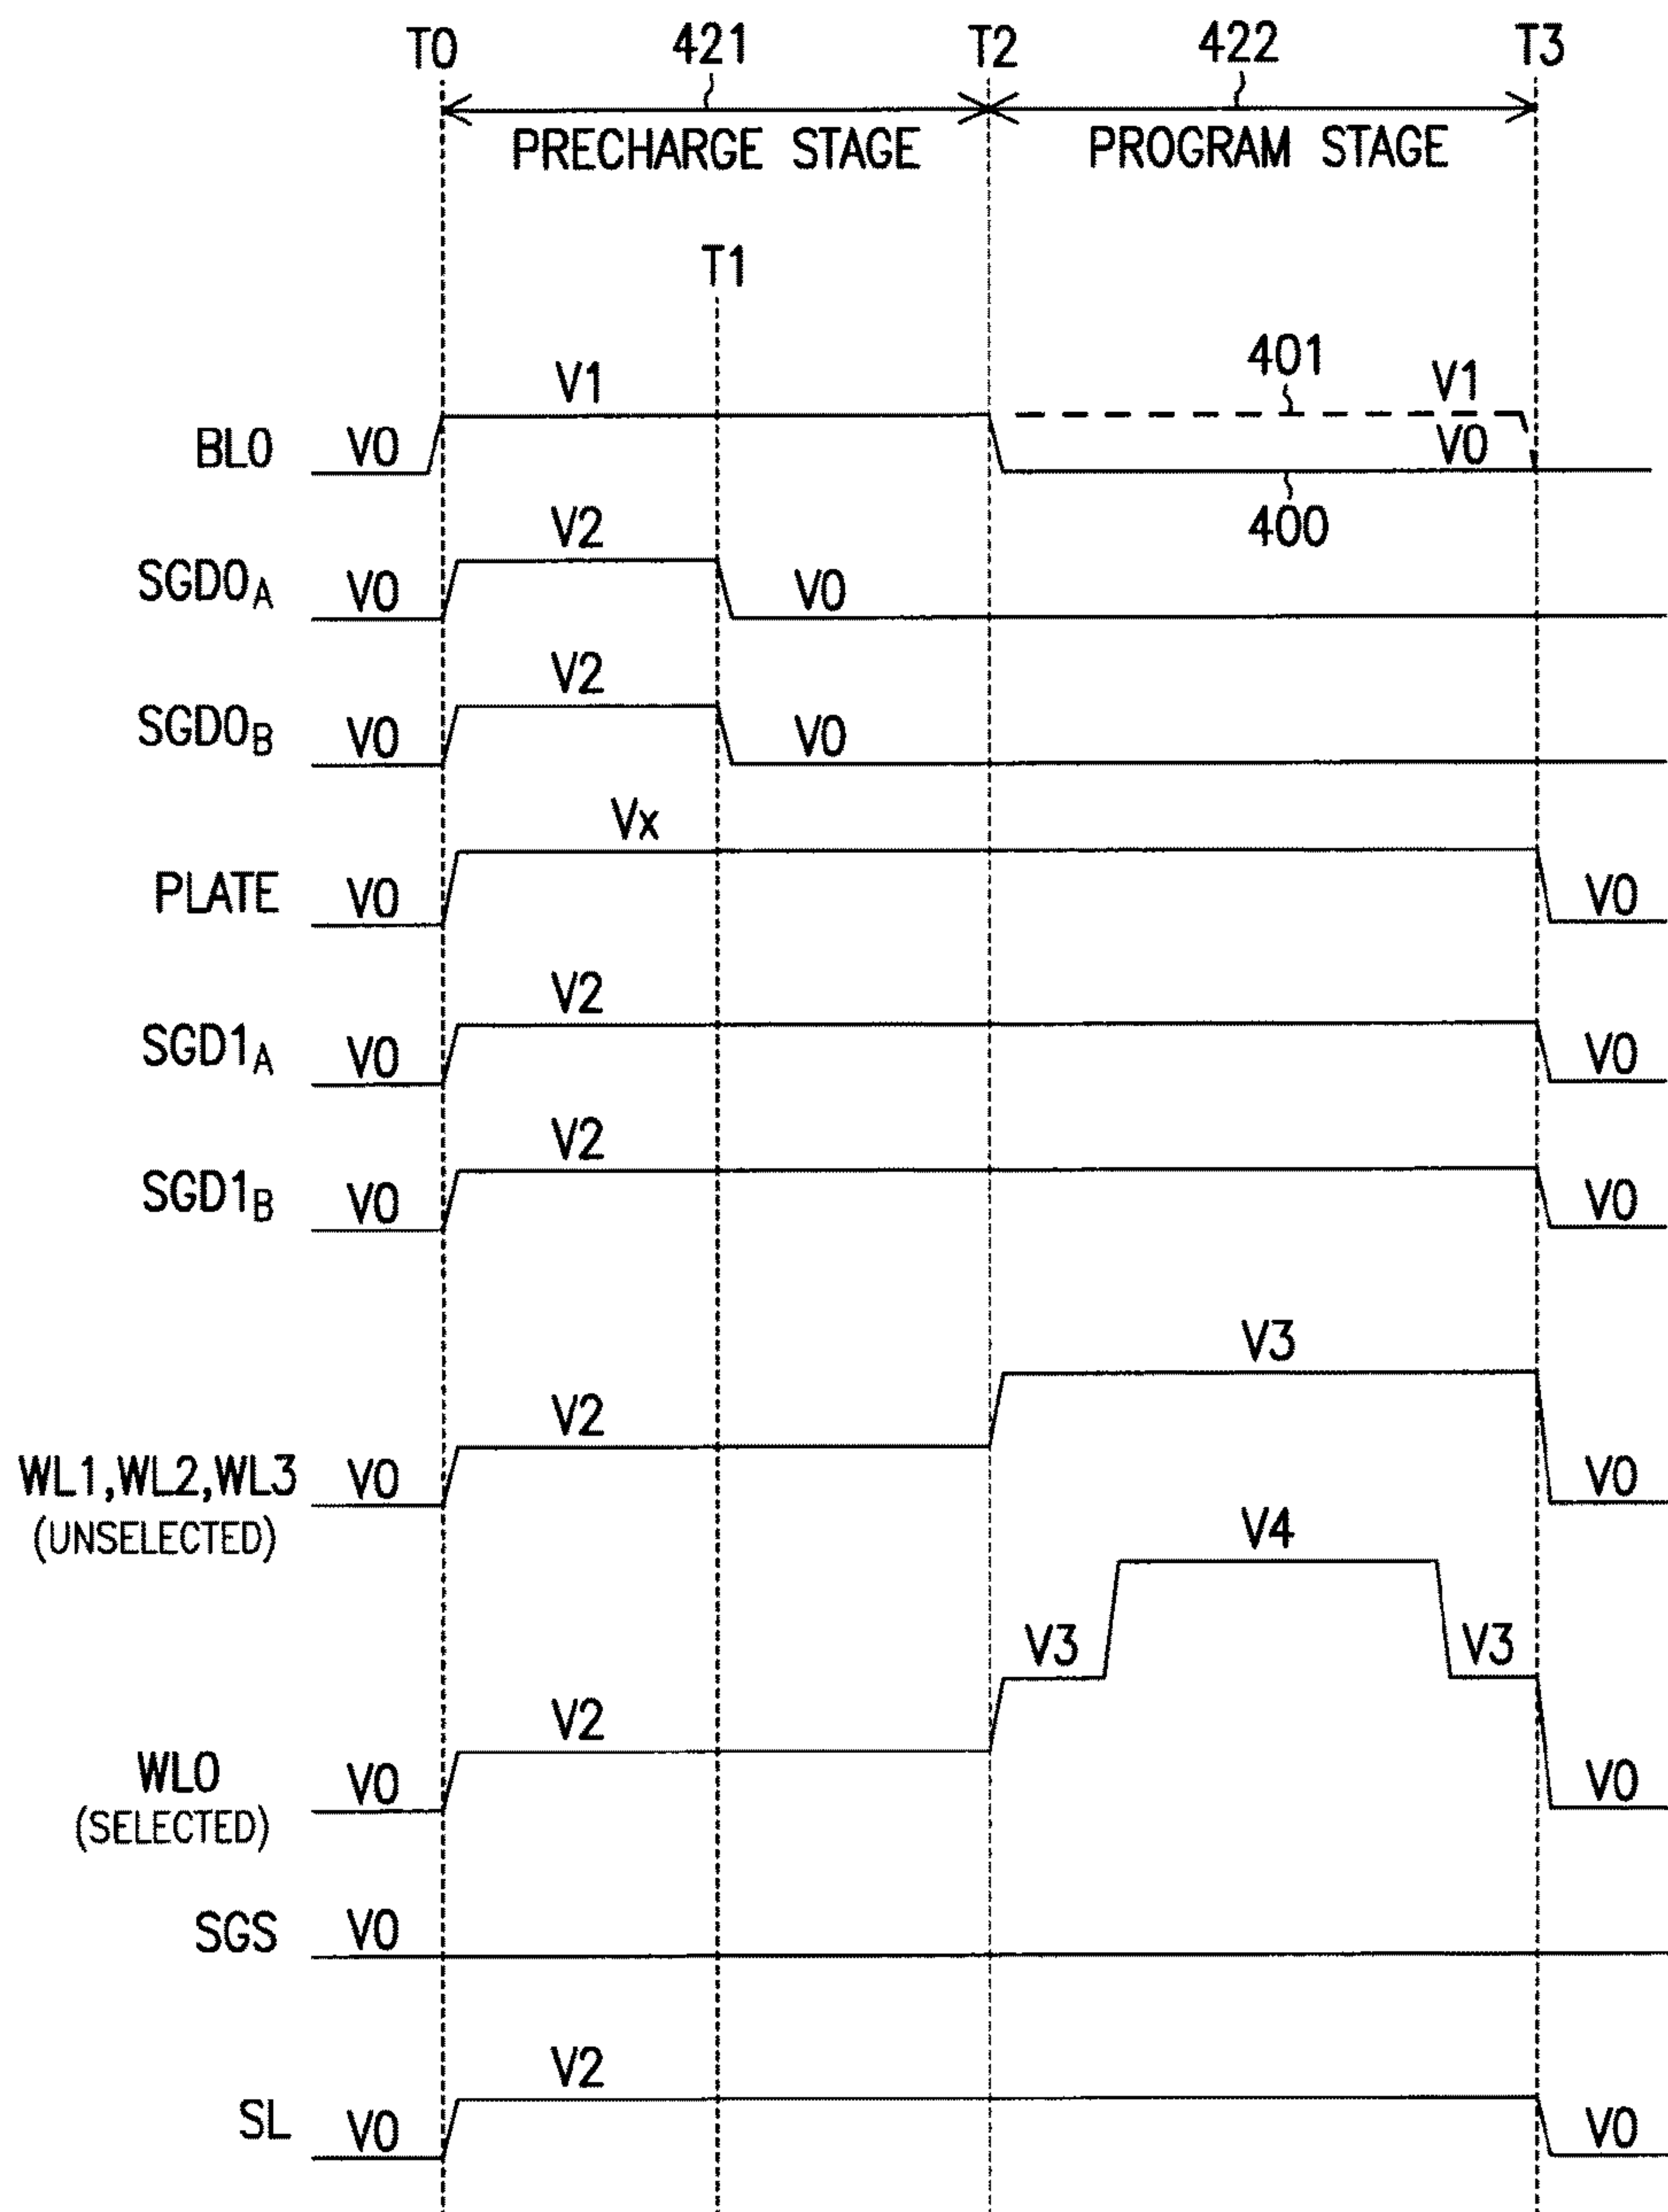 T0 421 T2 422 T3
PRECHARGE STAGE PROGRAM STAGE
T1
401
V1 V1
BL0 V0 V0
400
V2
SGD0A V0 V0
V2
SGD0B V0 V0
Vx
PLATE V0 V0
V2
SGD1A V0 V0
V2
SGD1B V0 V0
V3
V2
WL1,WL2,WL3 V0 V0
(UNSELECTED)
V4
V3 V3
V2
WL0 V0 V0
(SELECTED)
SGS V0
V2
SL V0 V0